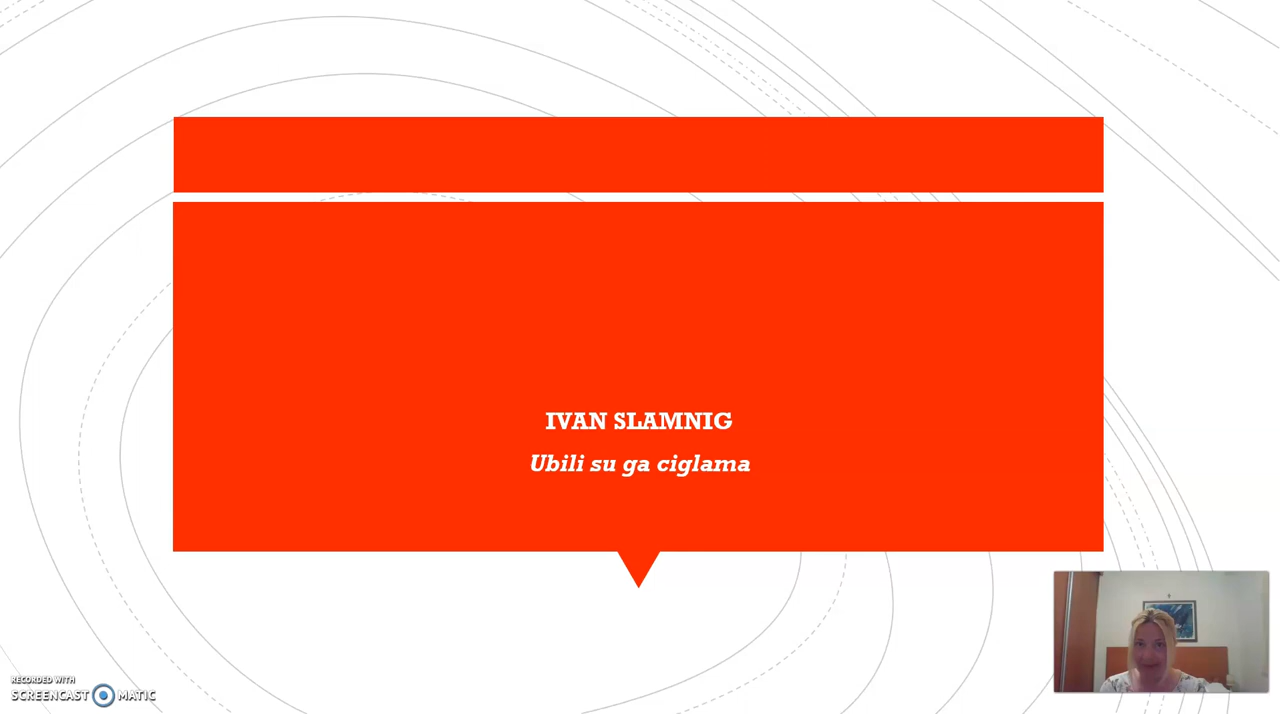 IVAN SLAMNIG
Ubili su ga ciglama
RECORDED WITH
SCREENCAST MATIC